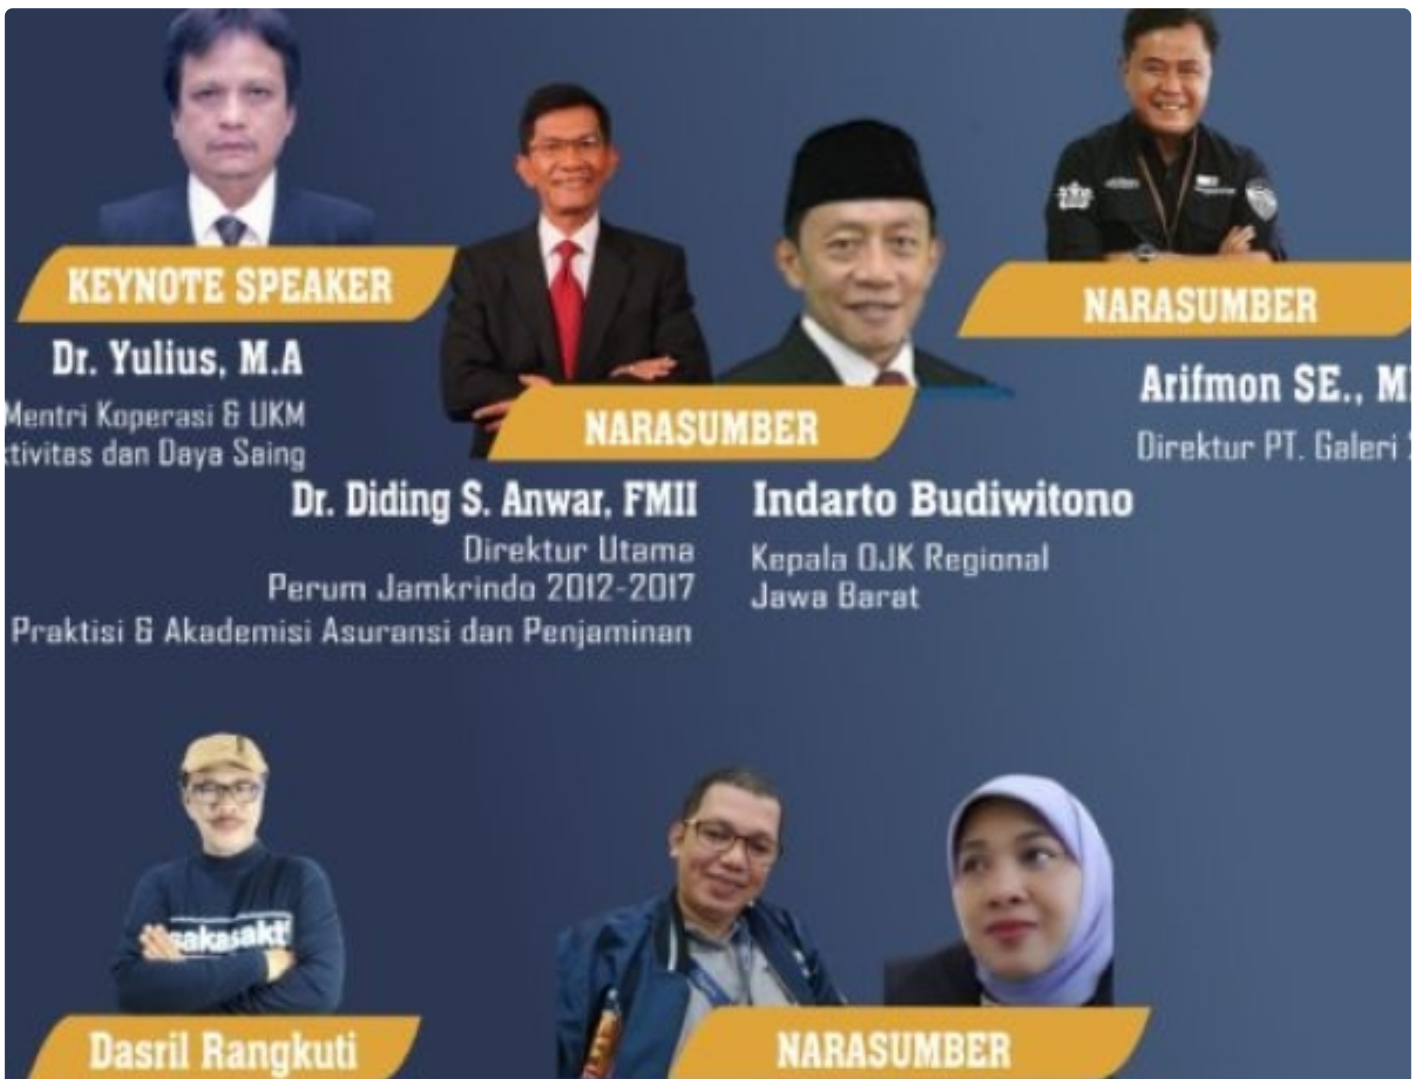 KEYNOTE SPEAKER
Dr. Yulius, M.A
Mentri Koperasi & UKM
ktivitas dan Daya Saing
NARASUMBER
Dr. Diding S. Anwar, FMII
Direktur Utama
Perum Jamkrindo 2012-2017
Praktisi & Akademisi Asuransi dan Penjaminan
Indarto Budiwitono
Kepala OJK Regional
Jawa Barat
NARASUMBER
Arifmon SE., M
Direktur PT. Galeri
sakasakti
Dasril Rangkuti
NARASUMBER